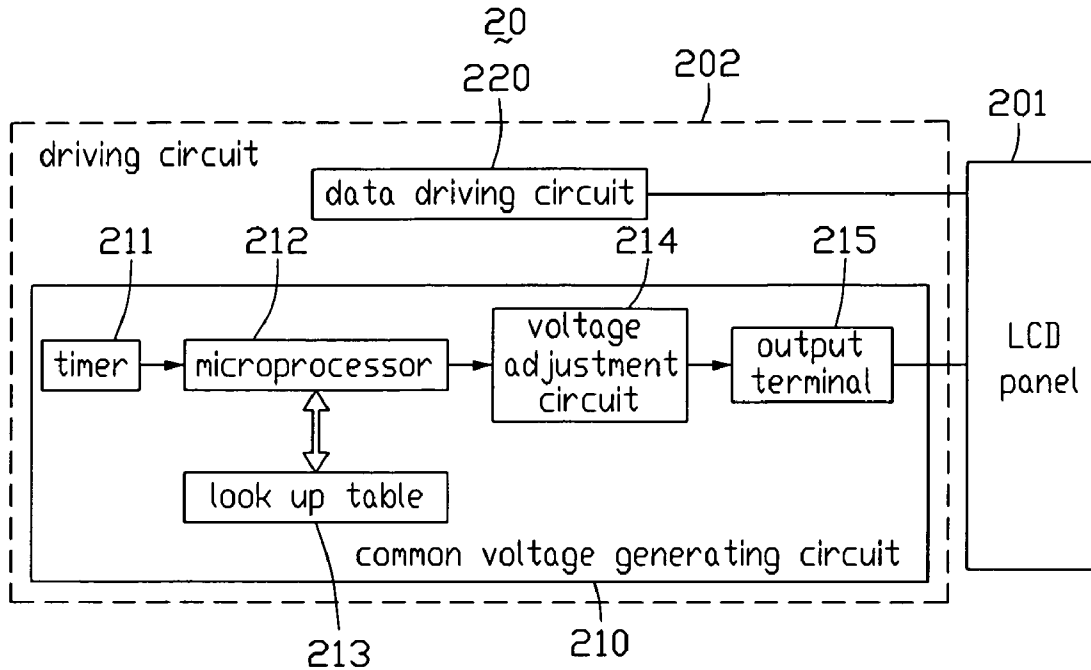 20
220
202
201
driving circuit
data driving circuit
211
212
214
215
timer
microprocessor
voltage
adjustment
circuit
output
terminal
LCD
panel
look up table
common voltage generating circuit
213
210